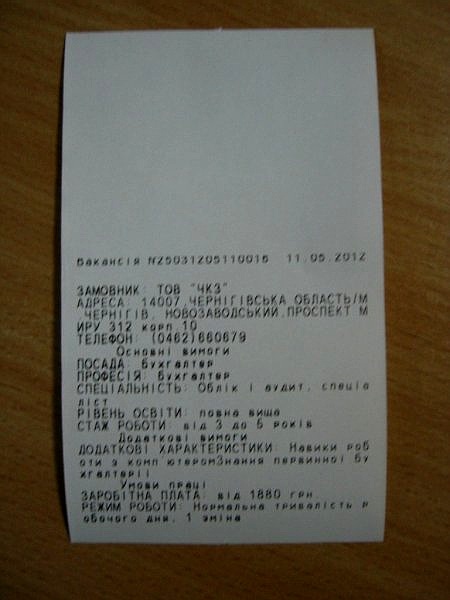 Вакансія N25031205110016 11.05.2012
ЗАМОВНИК: ТОВ "ЧКЗ"
АДРЕСА: 14007,ЧЕРНІГІВСЬКА ОБЛАСТЬ/М
.ЧЕРНІГІВ, НОВОЗАВОДСЬКИЙ,ПРОСПЕКТ М
ИРУ 312 корп.10
ТЕЛЕФОН: (0462)660679
Основні вимоги
ПОСАДА: бухгалтер
ПРОФЕСІЯ: бухгалтер
СПЕЦІАЛЬНІСТЬ: Облік і аудит, спеціа
ліст
РІВЕНЬ ОСВІТИ: повна вища
СТАЖ РОБОТИ: від 3 до 5 років
Додаткові вимоги
ДОДАТКОВІ ХАРАКТЕРИСТИКИ: Навики роб
оти з комп'ютеромЗнання первинної бу
хгалтерії
Умови праці
ЗАРОБІТНА ПЛАТА: від 1880 грн.
РЕЖИМ РОБОТИ: Нормальна тривалість р
обочого дня, 1 зміна